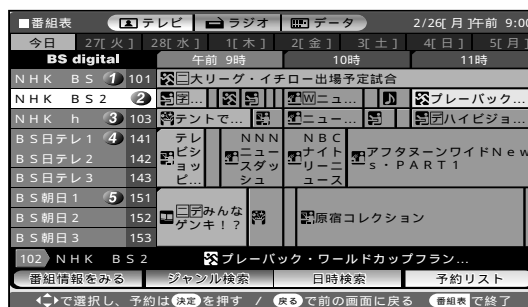 ■番組表 テレビ ラジオ データ 2/26[月]午前 9:00
今日 27[火] 28[水] 1[木] 2[金] 3[土] 4[日] 5[月]
BS digital 午前 9時 10時 11時
NHK BS 1 101 二大リーグ・イチロー出場予定試合
NHK BS2 2 字... Wニュ... プレーバック...
NHK h 3 103 テントで... ニュー... デハイビジョ...
BS日テレ1 4 141
BS日テレ2 142 テレビショッピ... NNNニュースダッシュ NBCナイトリーニュース アフタヌーンワイドNews・PART1
BS日テレ3 143
BS朝日1 5 151
BS朝日2 152 二デみんなゲンキ! 原宿コレクション
BS朝日3 153
102 NHK BS2 プレーバック・ワールドカップフラン...
番組情報をみる ジャンル検索 日時検索 予約リスト
で選択し、予約は 決定 を押す / 戻る で前の画面に戻る 番組表 で終了